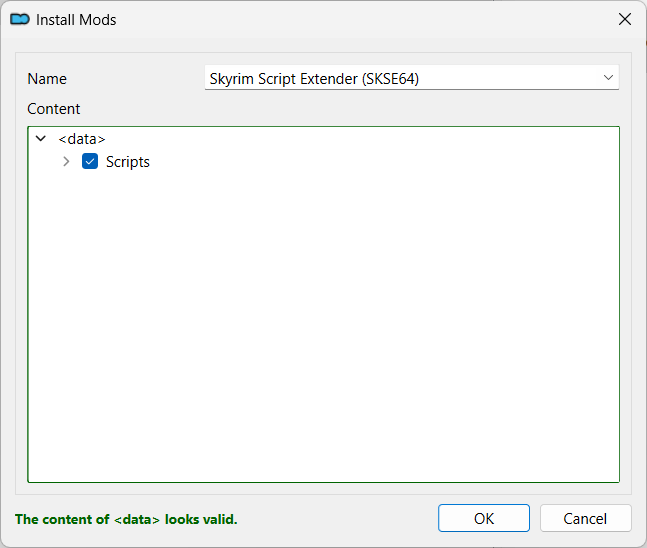 Install Mods
Name Skyrim Script Extender (SKSE64)
Content
<data>
Scripts
The content of <data> looks valid. OK Cancel